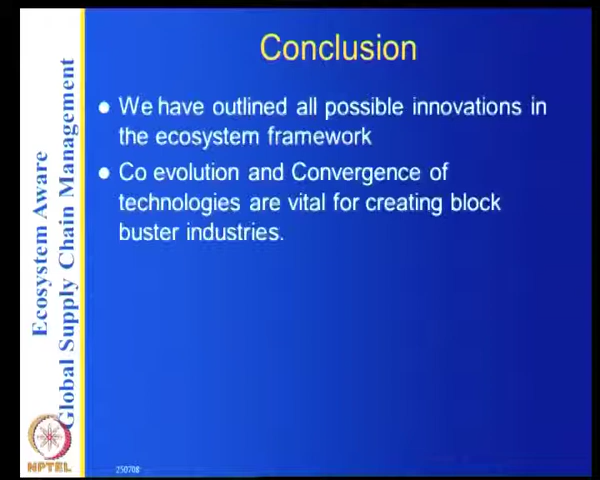 Conclusion
We have outlined all possible innovations in
the ecosystem framework
Co evolution and Convergence of
technologies are vital for creating block
buster industries.
Ecosystem Aware
Global Supply Chain Management
NPTEL
250708